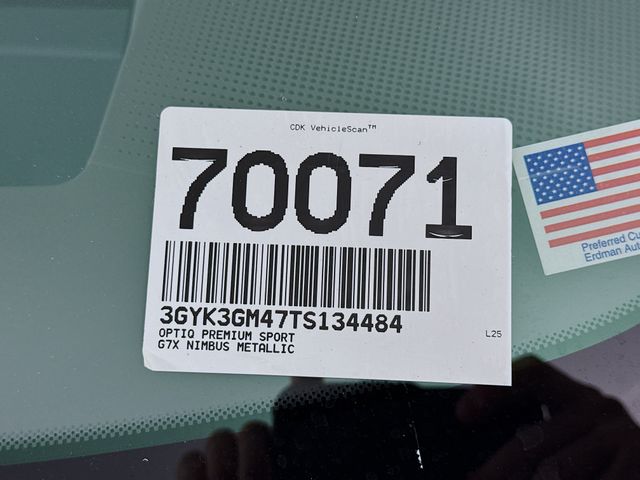 CDK VehicleScan™
70071
3GYK3GM47TS134484
OPTIQ PREMIUM SPORT
G7X NIMBUS METALLIC
L25
Preferred
Erdman